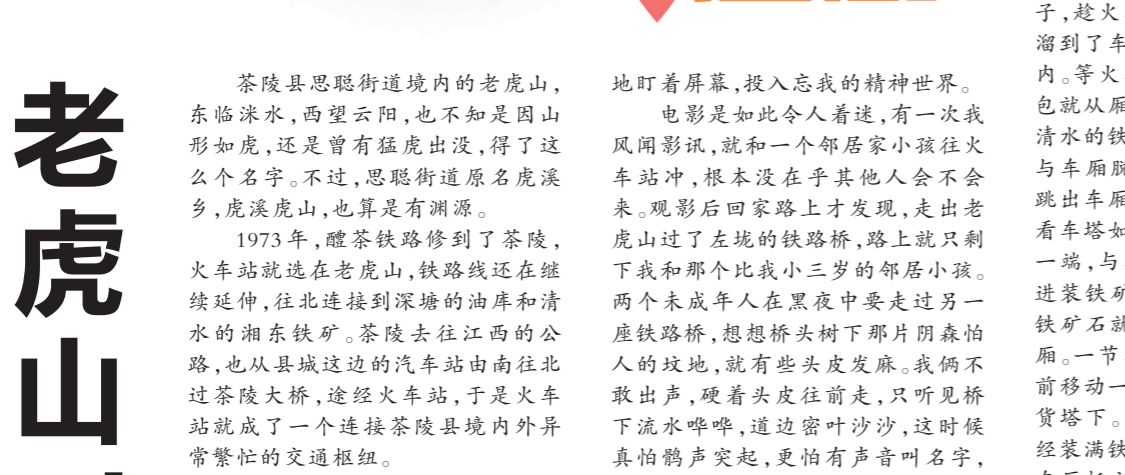 老虎山
茶陵县思聪街道境内的老虎山，
东临洣水，西望云阳，也不知是因山
形如虎，还是曾有猛虎出没，得了这
么个名字。不过，思聪街道原名虎溪
乡，虎溪虎山，也算是有渊源。
1973年，醴茶铁路修到了茶陵，
火车站就选在老虎山，铁路线还在继
续延伸，往北连接到深塘的油库和清
水的湘东铁矿。茶陵去往江西的公
路，也从县城这边的汽车站由南往北
过茶陵大桥，途经火车站，于是火车
站就成了一个连接茶陵县境内外异
常繁忙的交通枢纽。
地盯着屏幕，投入忘我的精神世界。
电影是如此令人着迷，有一次我
风闻影讯，就和一个邻居家小孩往火
车站冲，根本没在乎其他人会不会
来。观影后回家路上才发现，走出老
虎山过了左垅的铁路桥，路上就只剩
下我和那个比我小三岁的邻居小孩。
两个未成年人在黑夜中要走过另一
座铁路桥，想想桥头树下那片阴森怕
人的坟地，就有些头皮发麻。我俩不
敢出声，硬着头皮往前走，只听见桥
下流水哗哗，道边密叶沙沙，这时候
真怕鹘声突起，更怕有声音叫名字，
子，趁火
溜到了车
内。等火
包就从厢
清水的铁
与车厢
跳出车厢
看车塔如
一端，与
进装铁矿
铁矿石就
厢。一节
前移动一
货塔下。
经装满铁